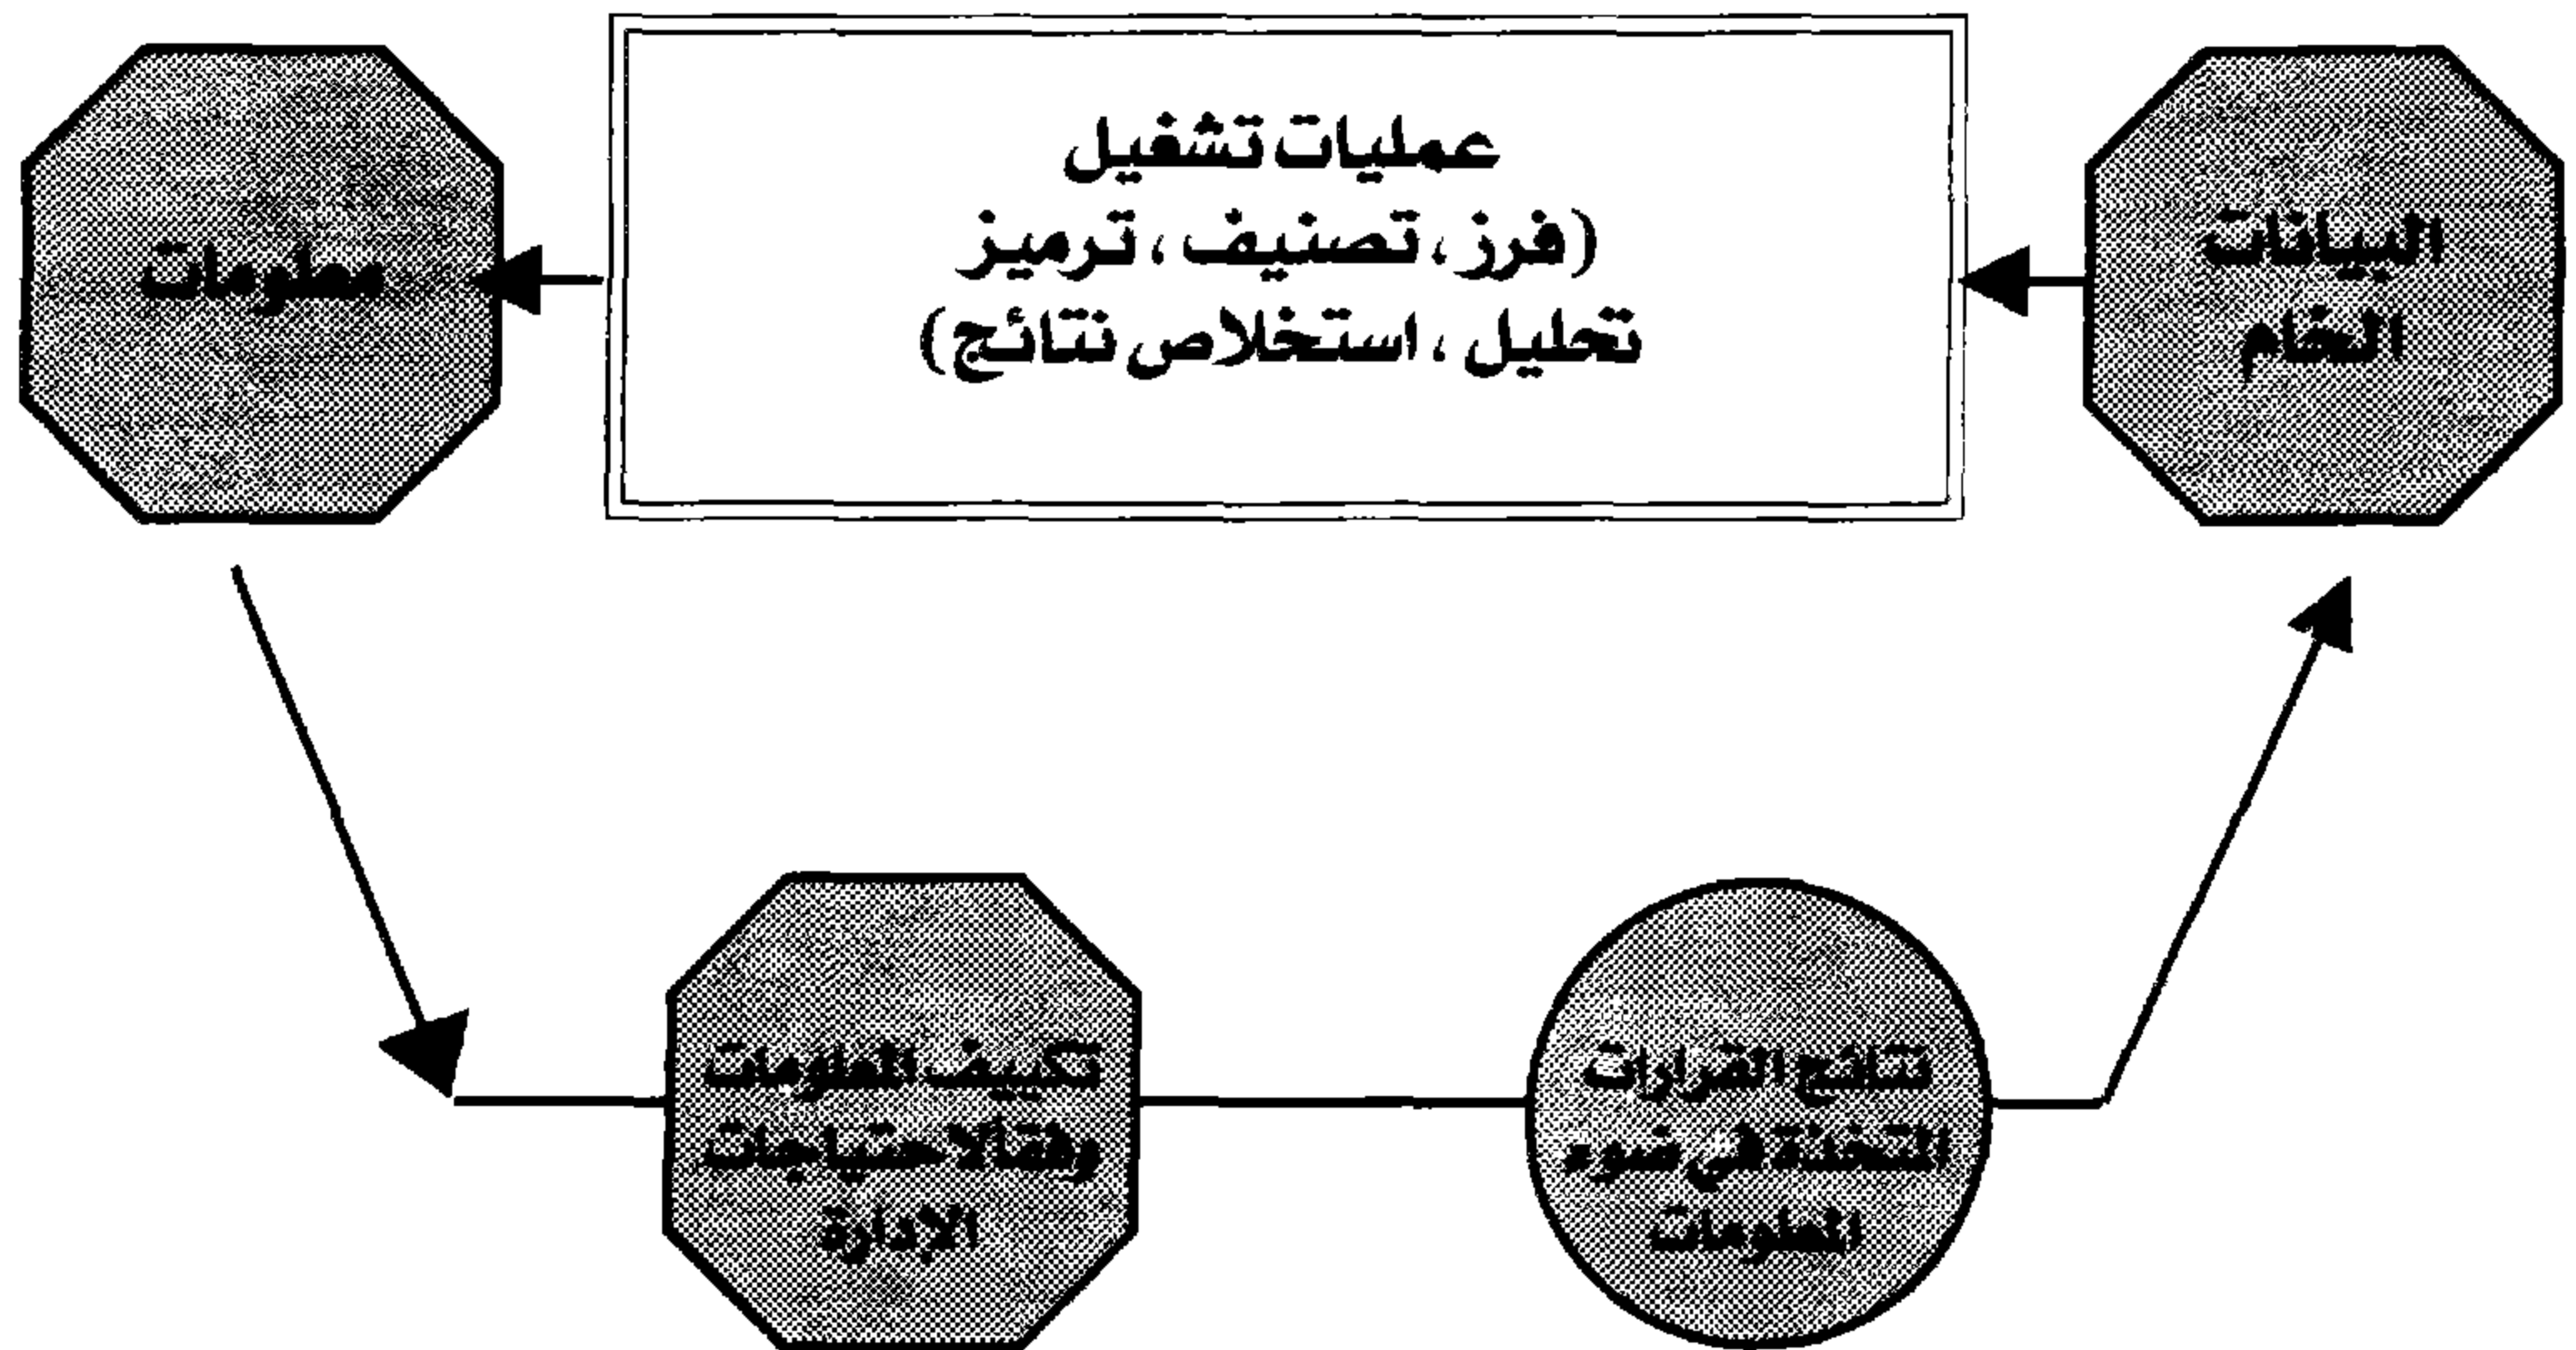 البيانات
الخام
عمليات تشغيل
(فرز، تصنيف، ترميز
تحليل، استخلاص نتائج)
معلومات
تكييف المعلومات
وفقاً لاحتياجات
الإدارة
نتائج القرارات
المتخذة في ضوء
المعلومات